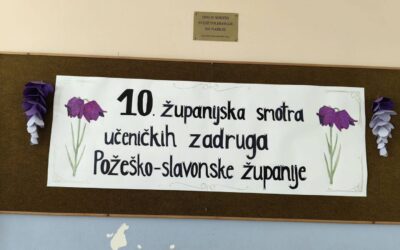 10. županijska smotra
učeničkih zadruga
Požeško-slavonske županije